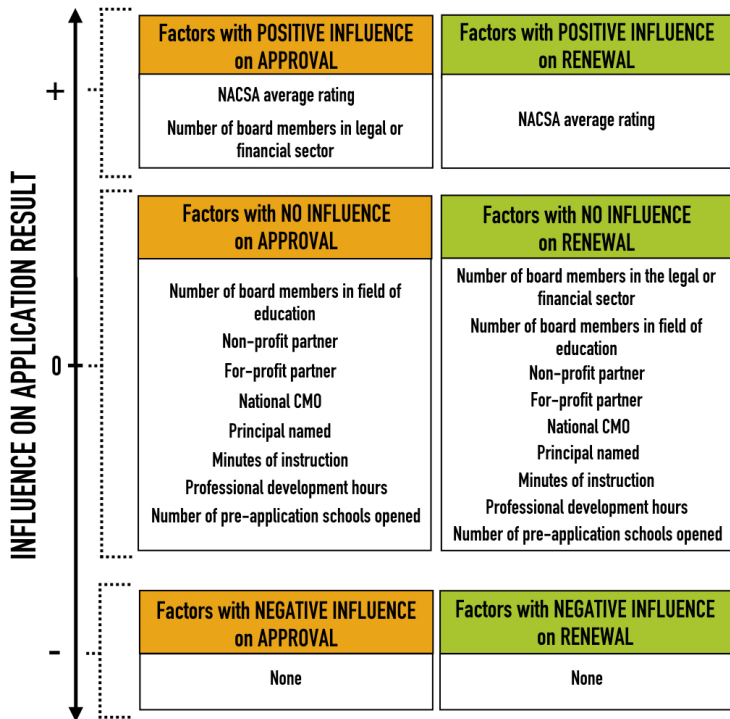 INFLUENCE ON APPLICATION RESULT
+
Factors with POSITIVE INFLUENCE
on APPROVAL
NACSA average rating
Number of board members in legal or
financial sector
Factors with POSITIVE INFLUENCE
on RENEWAL
NACSA average rating
0
Factors with NO INFLUENCE
on APPROVAL
Number of board members in field of
education
Non-profit partner
For-profit partner
National CMO
Principal named
Minutes of instruction
Professional development hours
Number of pre-application schools opened
Factors with NO INFLUENCE
on RENEWAL
Number of board members in the legal or
financial sector
Number of board members in field of
education
Non-profit partner
For-profit partner
National CMO
Principal named
Minutes of instruction
Professional development hours
Number of pre-application schools opened
-
Factors with NEGATIVE INFLUENCE
on APPROVAL
None
Factors with NEGATIVE INFLUENCE
on RENEWAL
None